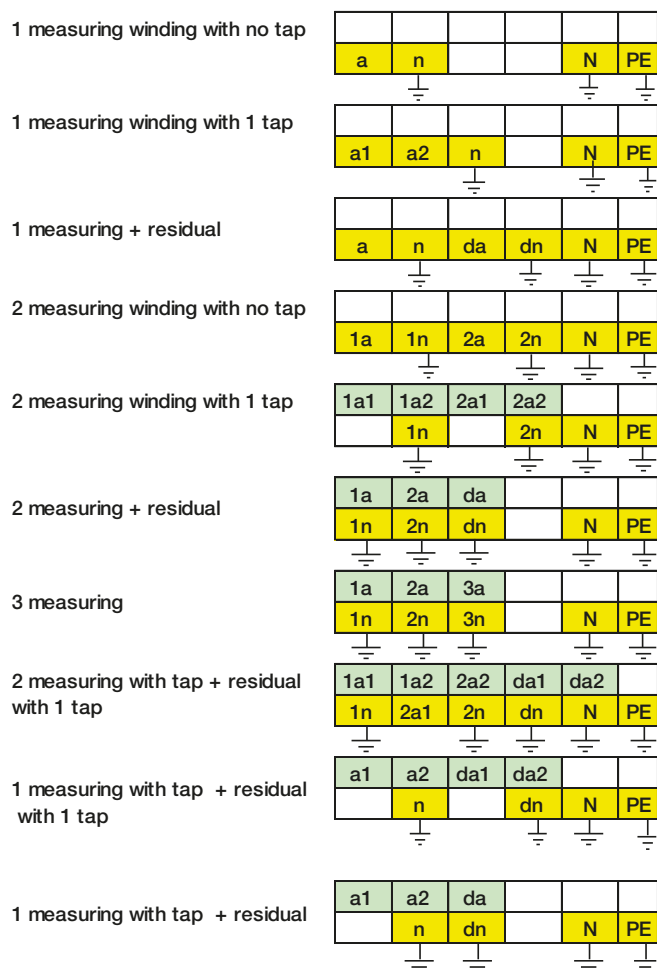 1 measuring winding with no tap
a n N PE
1 measuring winding with 1 tap
a1 a2 n N PE
1 measuring + residual
a n da dn N PE
2 measuring winding with no tap
1a 1n 2a 2n N PE
2 measuring winding with 1 tap
1a1 1a2 2a1 2a2
1n 2n N PE
2 measuring + residual
1a 2a da
1n 2n dn N PE
3 measuring
1a 2a 3a
1n 2n 3n N PE
2 measuring with tap + residual
with 1 tap
1a1 1a2 2a2 da1 da2
1n 2a1 2n dn N PE
1 measuring with tap + residual
with 1 tap
a1 a2 da1 da2
n dn N PE
1 measuring with tap + residual
a1 a2 da
n dn N PE